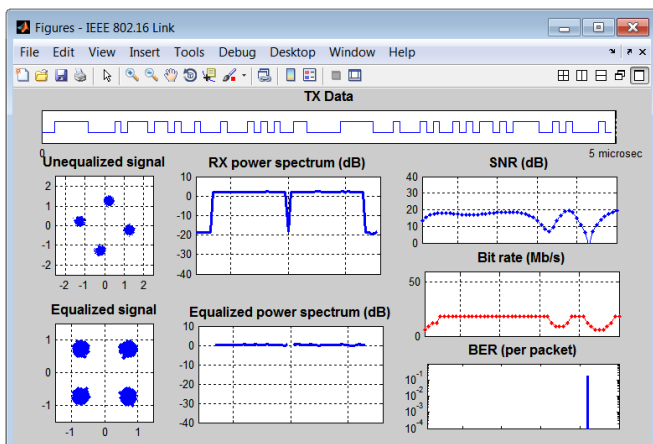 Figures - IEEE 802.16 Link
File Edit View Insert Tools Debug Desktop Window Help
TX Data
0
5 microsec
Unequalized signal
2
1
0
-1
-2
-2 -1 0 1 2
RX power spectrum (dB)
10
0
-10
-20
-30
-40
SNR (dB)
40
30
20
10
0
Bit rate (Mb/s)
50
0
Equalized signal
1
0
-1
-1 0 1
Equalized power spectrum (dB)
10
0
-10
-20
-30
-40
BER (per packet)
10-1
10-2
10-3
10-4